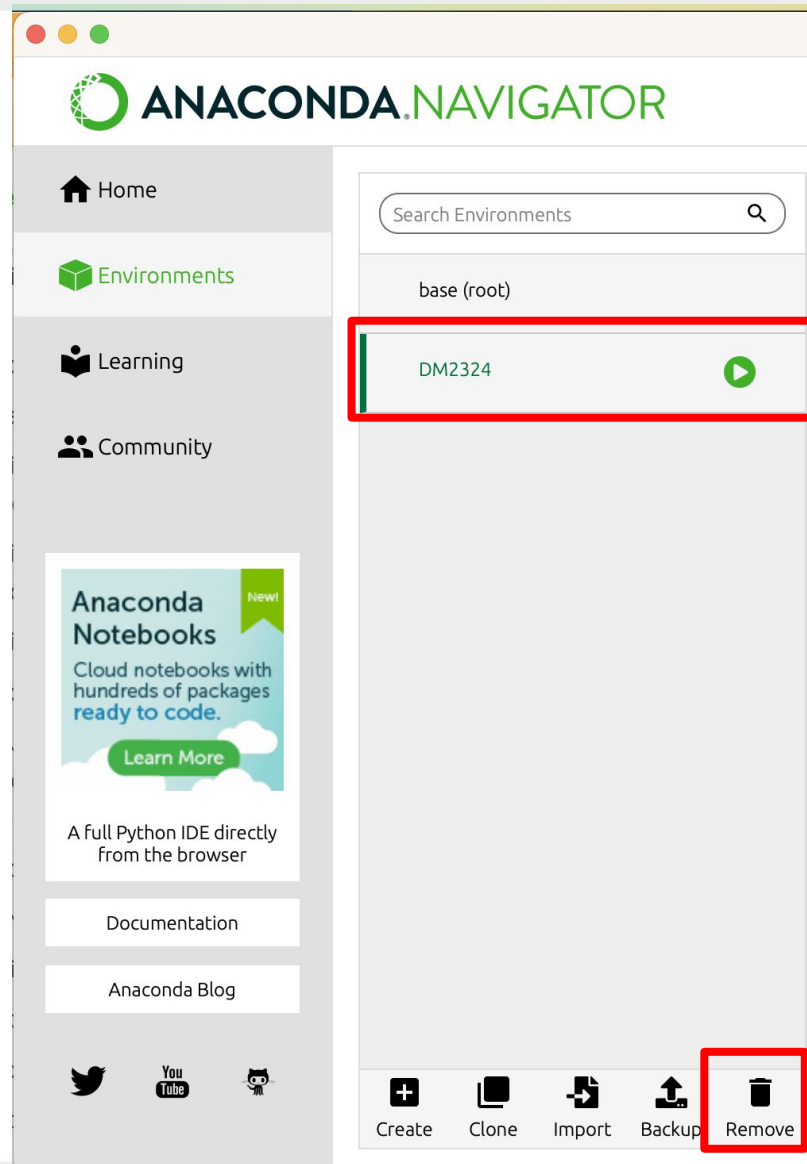 ANACONDA.NAVIGATOR
Home
Environments
Learning
Community
Anaconda
Notebooks
New!
Cloud notebooks with
hundreds of packages
ready to code.
Learn More
A full Python IDE directly
from the browser
Documentation
Anaconda Blog
You
Tube
Search Environments
base (root)
DM2324
Create
Clone
Import
Backup
Remove